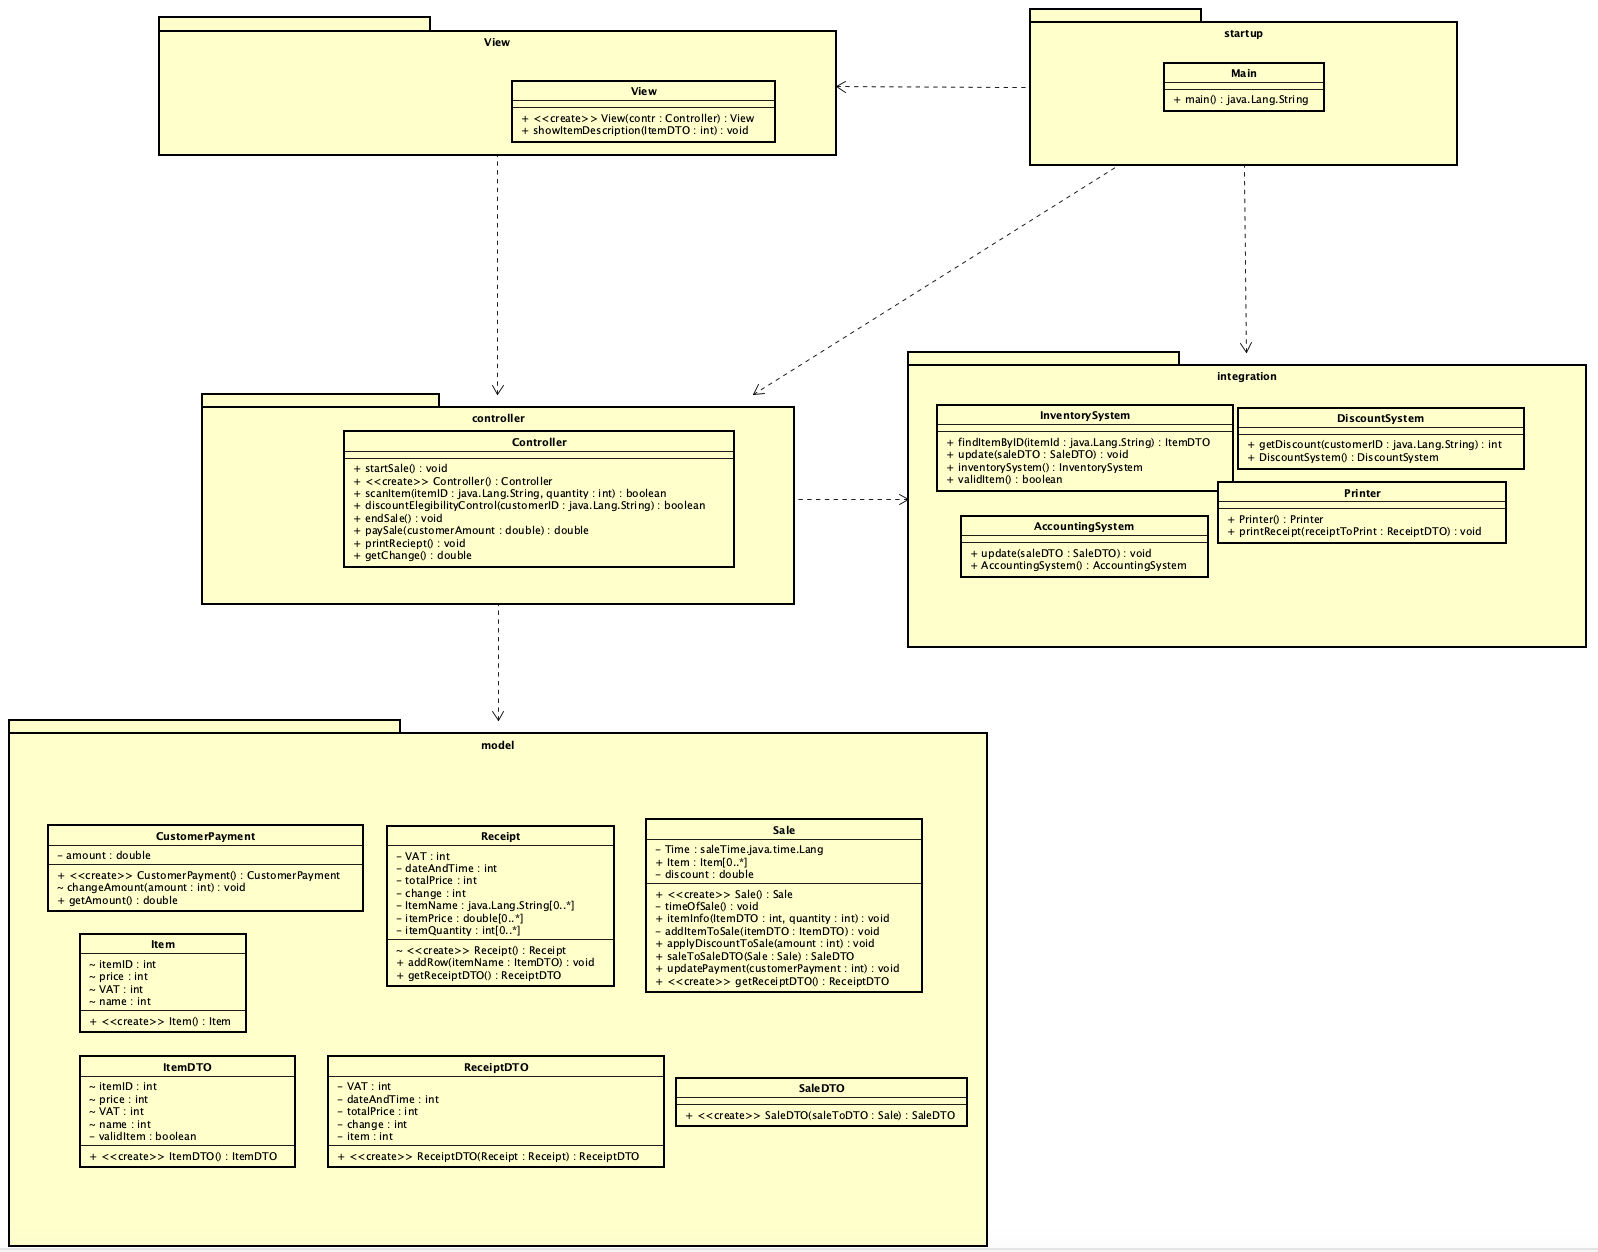 View
View
+ <<create>> View(contr : Controller) : View
+ showItemDescription(ItemDTO : int) : void
startup
Main
+ main() : java.Lang.String
controller
Controller
+ startSale() : void
+ <<create>> Controller() : Controller
+ scanItem(itemID : java.Lang.String, quantity : int) : boolean
+ discountElegibilityControl(customerID : java.Lang.String) : boolean
+ endSale() : void
+ paySale(customerAmount : double) : double
+ printReciept() : void
+ getChange() : double
integration
InventorySystem
+ findItemByID(itemId : java.Lang.String) : ItemDTO
+ update(saleDTO : SaleDTO) : void
+ inventorySystem() : InventorySystem
+ validItem() : boolean
DiscountSystem
+ getDiscount(customerID : java.Lang.String) : int
+ DiscountSystem() : DiscountSystem
Printer
+ Printer() : Printer
+ printReceipt(receiptToPrint : ReceiptDTO) : void
AccountingSystem
+ update(saleDTO : SaleDTO) : void
+ AccountingSystem() : AccountingSystem
model
CustomerPayment
- amount : double
+ <<create>> CustomerPayment() : CustomerPayment
~ changeAmount(amount : int) : void
+ getAmount() : double
Receipt
- VAT : int
- dateAndTime : int
- totalPrice : int
- change : int
- ItemName : java.Lang.String[0..*]
- itemPrice : double[0..*]
- itemQuantity : int[0..*]
~ <<create>> Receipt() : Receipt
+ addRow(itemName : ItemDTO) : void
+ getReceiptDTO() : ReceiptDTO
Sale
- Time : saleTime.java.time.Lang
+ Item : Item[0..*]
- discount : double
+ <<create>> Sale() : Sale
- timeOfSale() : void
+ itemInfo(ItemDTO : int, quantity : int) : void
- addItemToSale(itemDTO : ItemDTO) : void
+ applyDiscountToSale(amount : int) : void
+ saleToSaleDTO(Sale : Sale) : SaleDTO
+ updatePayment(customerPayment : int) : void
+ <<create>> getReceiptDTO() : ReceiptDTO
Item
~ itemID : int
~ price : int
~ VAT : int
~ name : int
+ <<create>> Item() : Item
ItemDTO
~ itemID : int
~ price : int
~ VAT : int
~ name : int
- validItem : boolean
+ <<create>> ItemDTO() : ItemDTO
ReceiptDTO
- VAT : int
- dateAndTime : int
- totalPrice : int
- change : int
- item : int
+ <<create>> ReceiptDTO(Receipt : Receipt) : ReceiptDTO
SaleDTO
+ <<create>> SaleDTO(saleToDTO : Sale) : SaleDTO